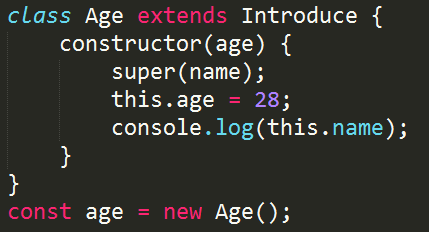 class Age extends Introduce {
    constructor(age) {
        super(name);
        this.age = 28;
        console.log(this.name);
    }
}
const age = new Age();